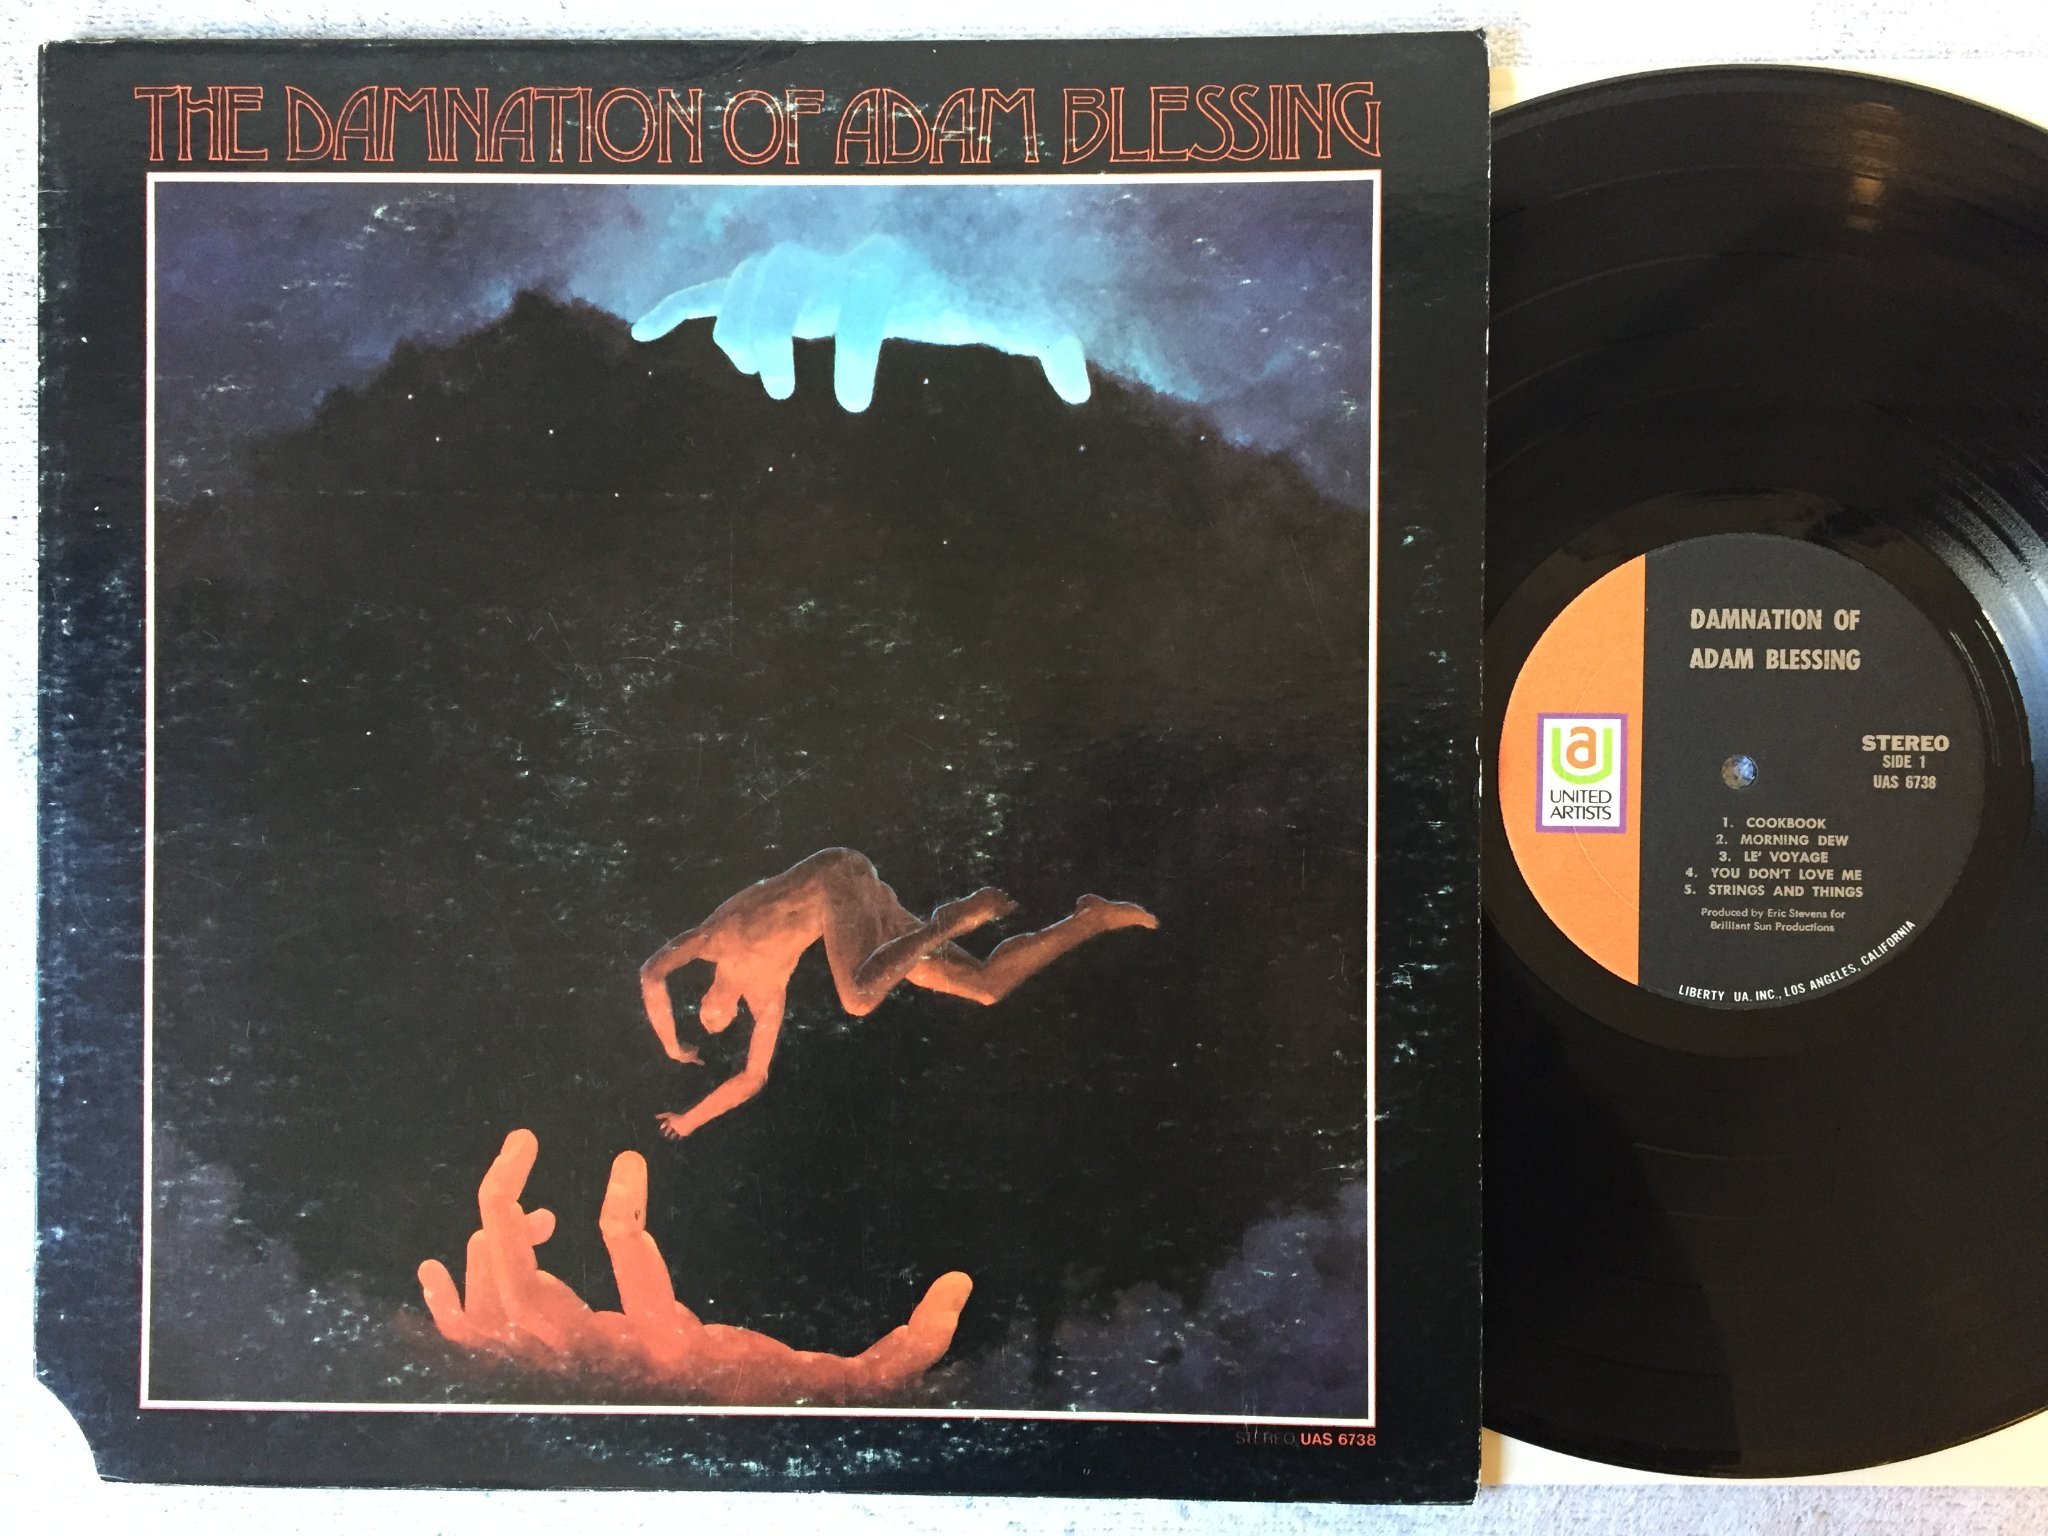 THE DAMNATION OF ADAM BLESSING
STEREO UAS 6738
DAMNATION OF
ADAM BLESSING
STEREO
SIDE 1
UAS 6738
ua
UNITED
ARTISTS
1. COOKBOOK
2. MORNING DEW
3. LE' VOYAGE
4. YOU DON'T LOVE ME
5. STRINGS AND THINGS
Produced by Eric Stevens for
Brilliant Sun Productions
LIBERTY UA. INC., LOS ANGELES, CALIFORNIA